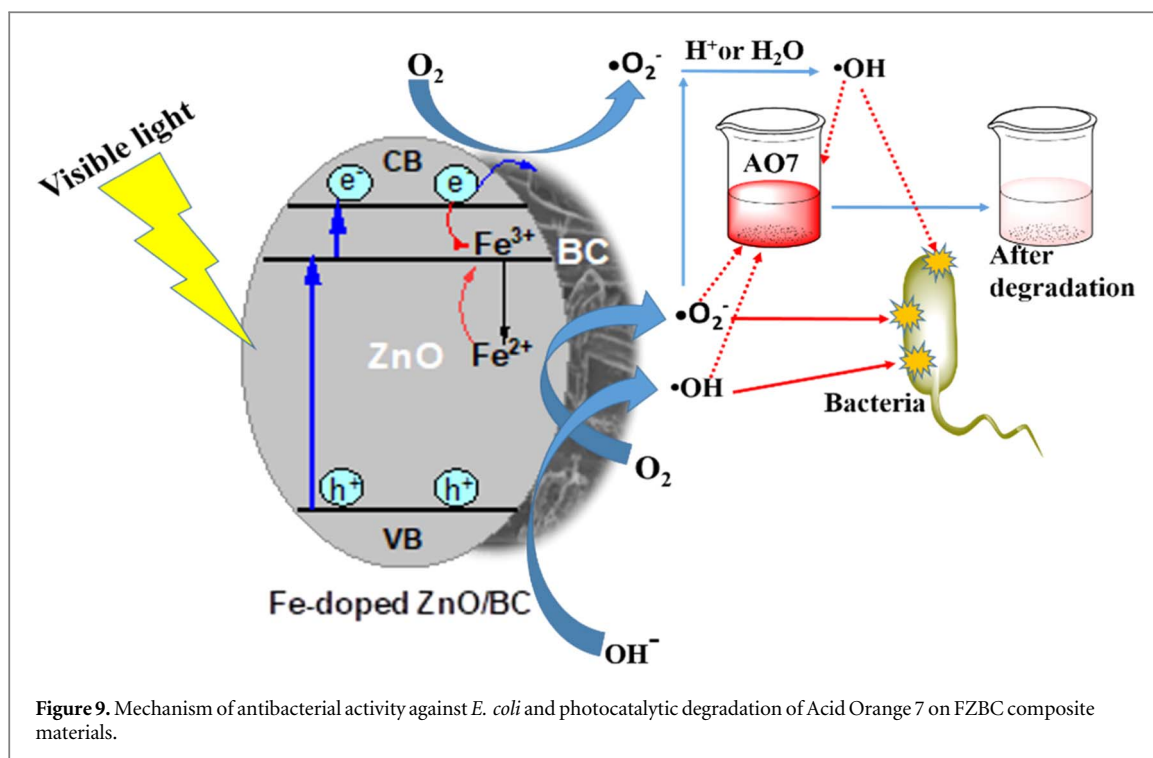 O₂
•O₂⁻
H⁺or H₂O
•OH
Visible light
CB
e⁻
e⁻
AO7
Fe³⁺
BC
After
degradation
•O₂⁻
ZnO
Fe²⁺
•OH
Bacteria
O₂
h⁺
h⁺
VB
Fe-doped ZnO/BC
OH⁻
Figure 9. Mechanism of antibacterial activity against E. coli and photocatalytic degradation of Acid Orange 7 on FZBC composite
materials.